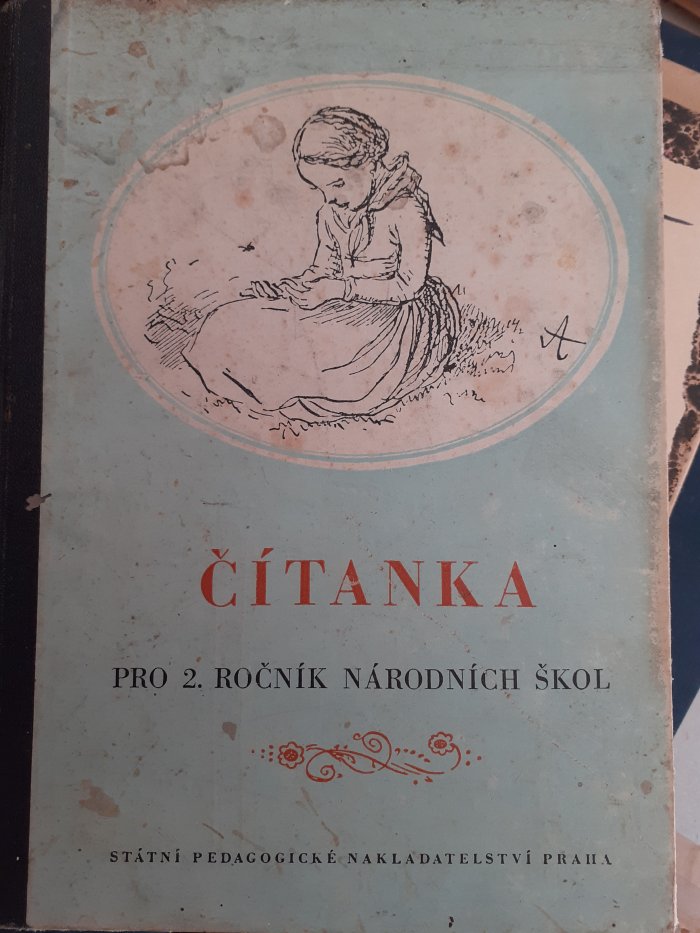 ČÍTANKA
PRO 2. ROČNÍK NÁRODNÍCH ŠKOL
STÁTNÍ PEDAGOGICKÉ NAKLADATELSTVÍ PRAHA